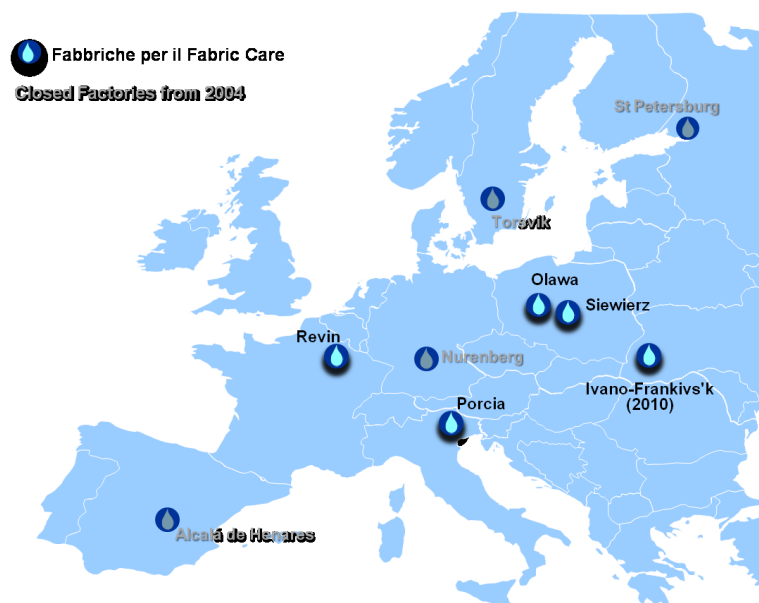 Fabbriche per il Fabric Care
Closed Factories from 2004
St Petersburg
Torsvik
Olawa
Siewierz
Revin
Nurenberg
Ivano-Frankivs'k
(2010)
Porcia
Alcalá de Henares